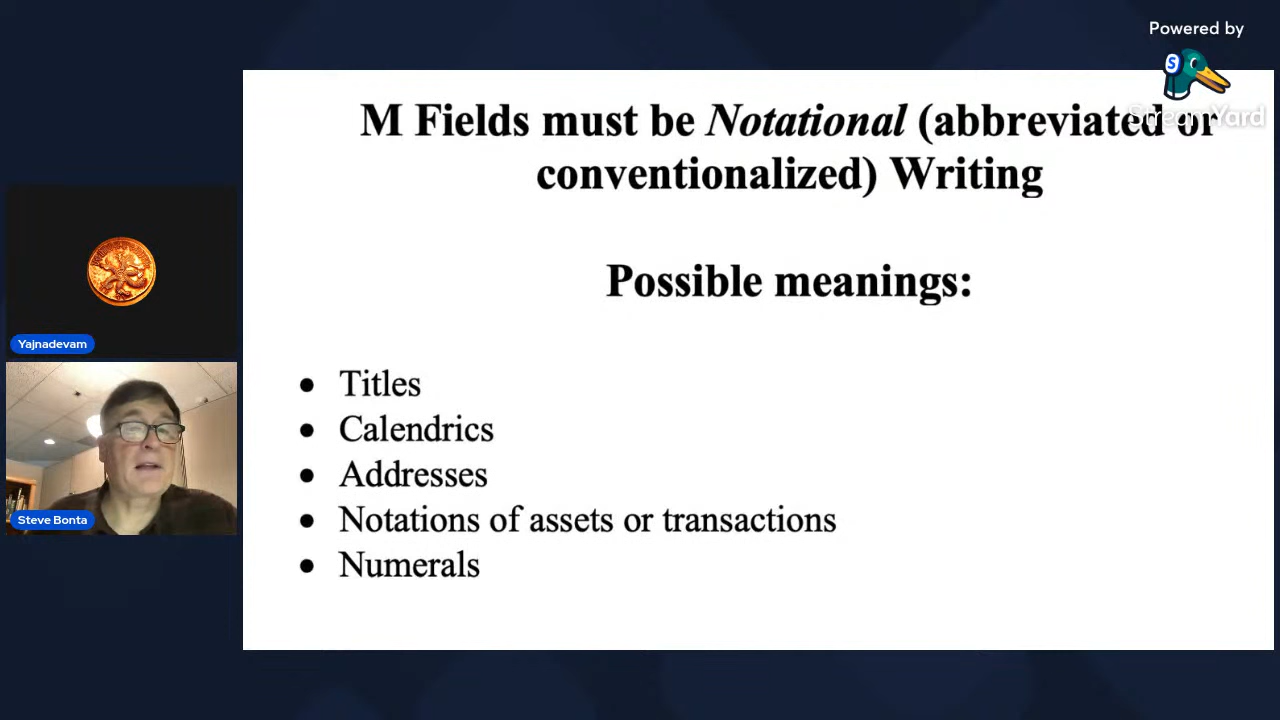 Powered by
StreamYard
M Fields must be Notational (abbreviated or
conventionalized) Writing
Possible meanings:
• Titles
• Calendrics
• Addresses
• Notations of assets or transactions
• Numerals
Yajnadevam
Steve Bonta